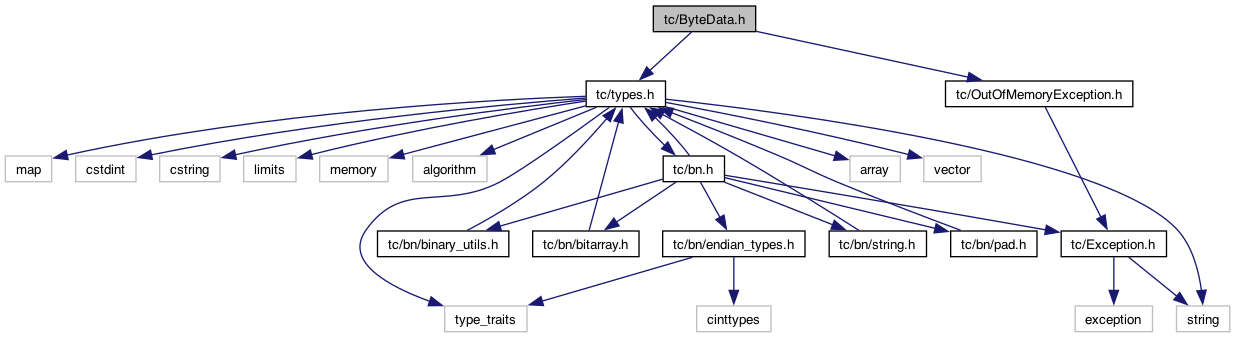 tc/ByteData.h
tc/types.h
tc/OutOfMemoryException.h
map
cstdint
cstring
limits
memory
algorithm
tc/bn.h
array
vector
tc/bn/binary_utils.h
tc/bn/bitarray.h
tc/bn/endian_types.h
tc/bn/string.h
tc/bn/pad.h
tc/Exception.h
type_traits
cinttypes
exception
string